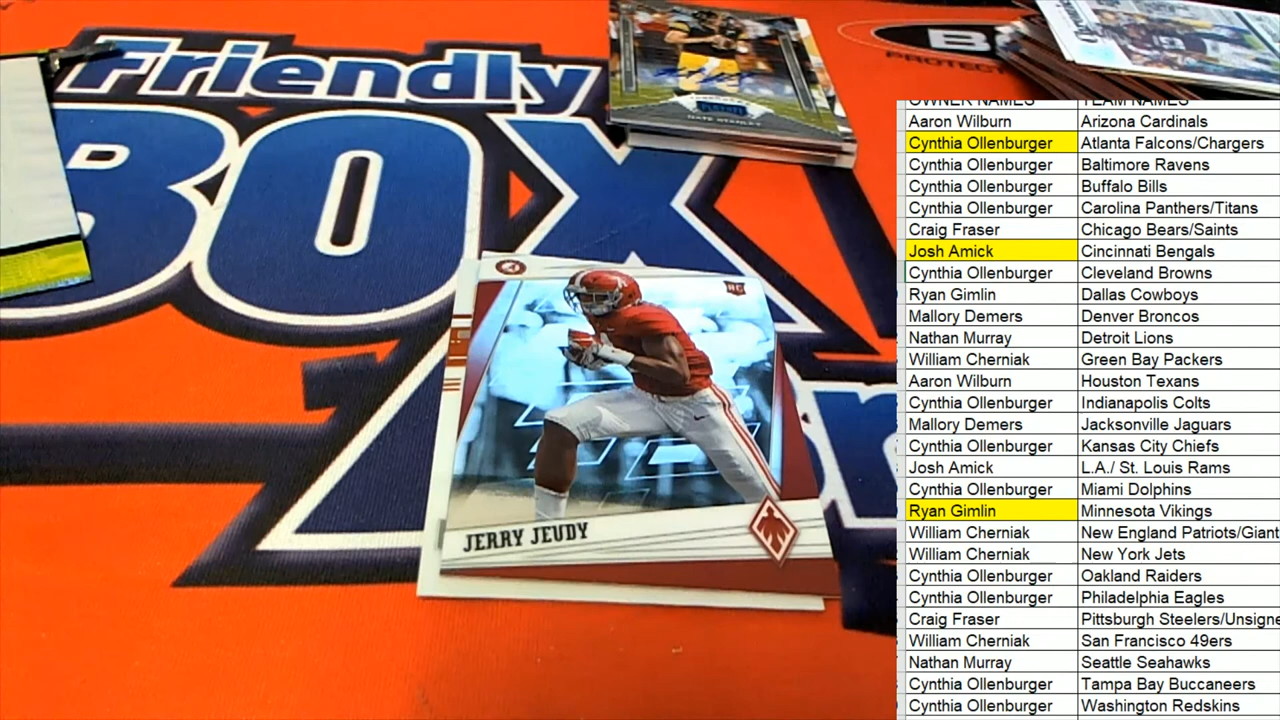 Friendly
BOX
B
PROTECT
NATE STANLEY
RC
JERRY JEUDY
OWNER NAMES TEAM NAMES
Aaron Wilburn Arizona Cardinals
Cynthia Ollenburger Atlanta Falcons/Chargers
Cynthia Ollenburger Baltimore Ravens
Cynthia Ollenburger Buffalo Bills
Cynthia Ollenburger Carolina Panthers/Titans
Craig Fraser Chicago Bears/Saints
Josh Amick Cincinnati Bengals
Cynthia Ollenburger Cleveland Browns
Ryan Gimlin Dallas Cowboys
Mallory Demers Denver Broncos
Nathan Murray Detroit Lions
William Cherniak Green Bay Packers
Aaron Wilburn Houston Texans
Cynthia Ollenburger Indianapolis Colts
Mallory Demers Jacksonville Jaguars
Cynthia Ollenburger Kansas City Chiefs
Josh Amick L.A./ St. Louis Rams
Cynthia Ollenburger Miami Dolphins
Ryan Gimlin Minnesota Vikings
William Cherniak New England Patriots/Giant
William Cherniak New York Jets
Cynthia Ollenburger Oakland Raiders
Cynthia Ollenburger Philadelphia Eagles
Craig Fraser Pittsburgh Steelers/Unsigne
William Cherniak San Francisco 49ers
Nathan Murray Seattle Seahawks
Cynthia Ollenburger Tampa Bay Buccaneers
Cynthia Ollenburger Washington Redskins